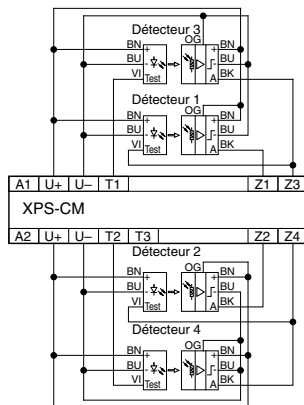 Détecteur 3
OG
BN + BN
BU - BU
VI Test A BK
Détecteur 1
OG
BN + BN
BU - BU
VI Test A BK
A1 U+ U– T1 Z1 Z3
XPS-CM
A2 U+ U– T2 T3 Z2 Z4
Détecteur 2
OG
BN + BN
BU - BU
VI Test A BK
Détecteur 4
OG
BN + BN
BU - BU
VI Test A BK